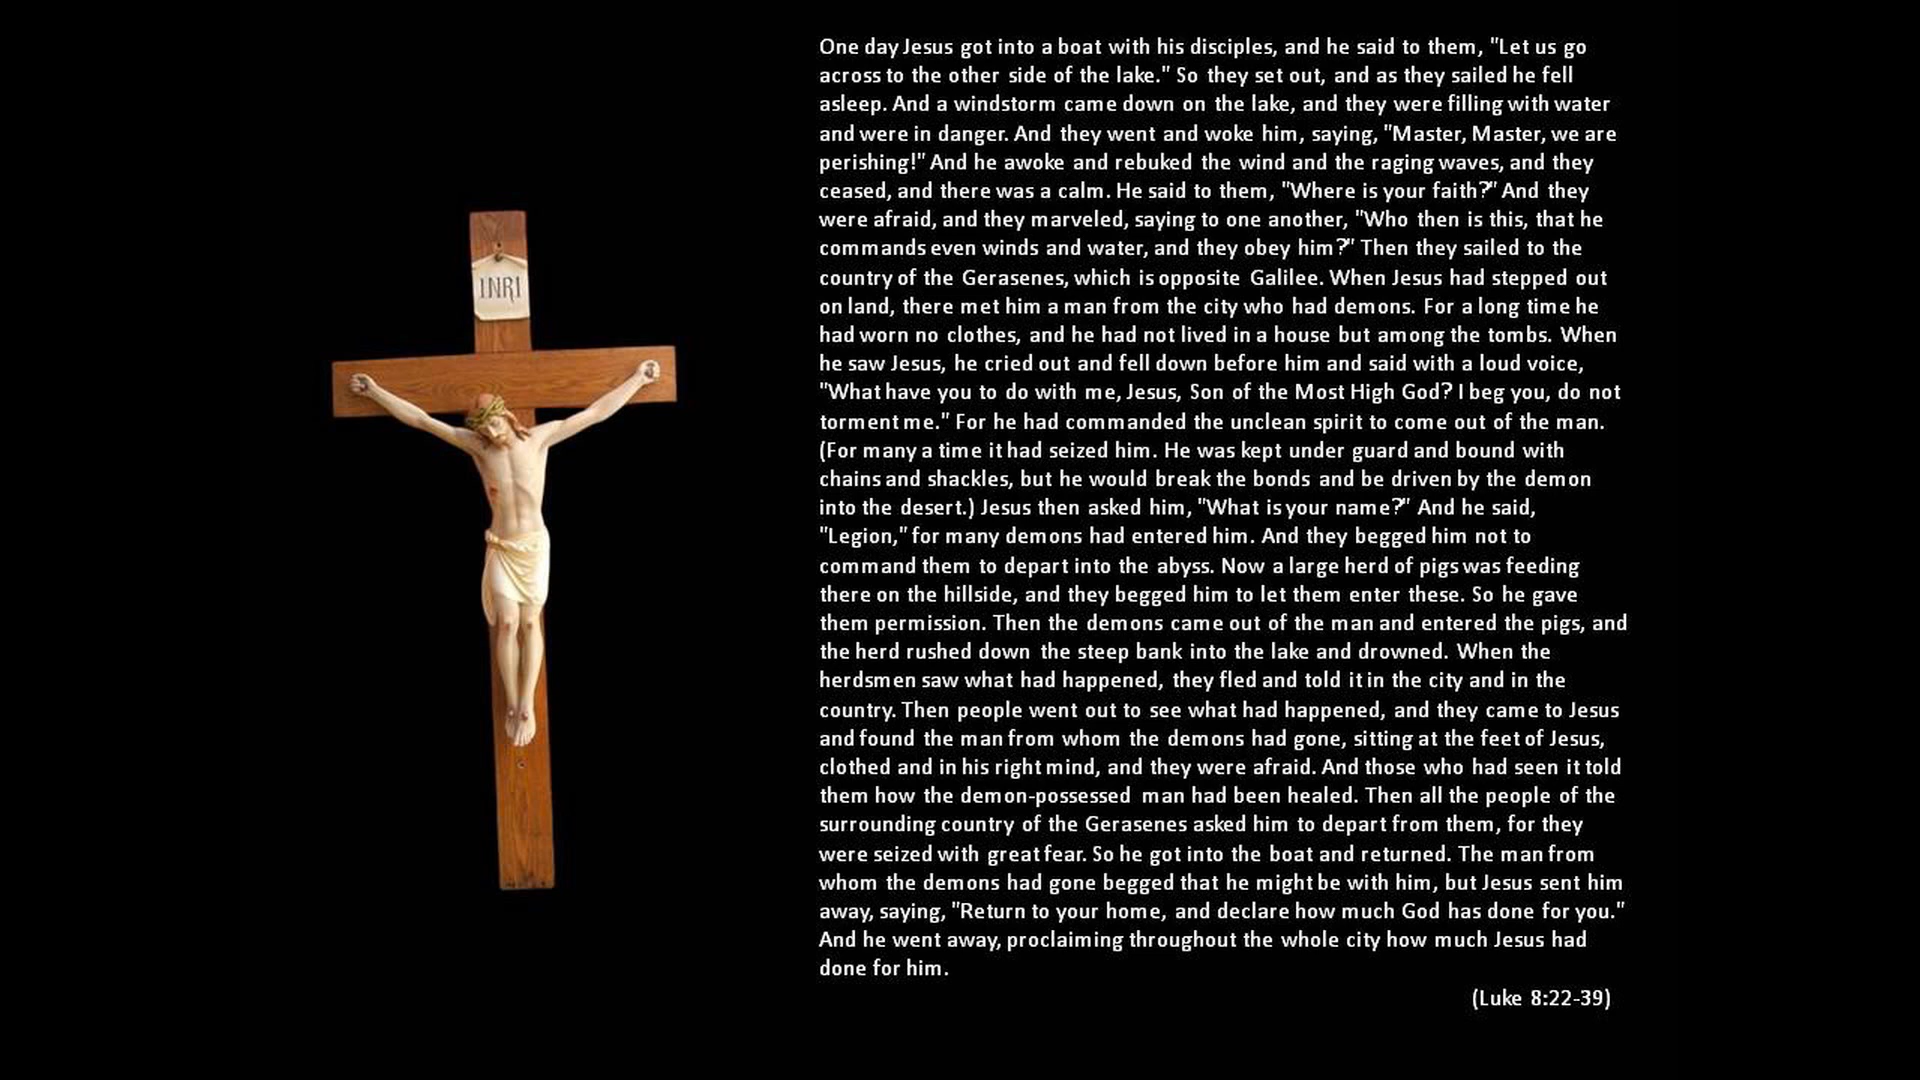 INRI
One day Jesus got into a boat with his disciples, and he said to them, "Let us go
across to the other side of the lake." So they set out, and as they sailed he fell
asleep. And a windstorm came down on the lake, and they were filling with water
and were in danger. And they went and woke him, saying, "Master, Master, we are
perishing!" And he awoke and rebuked the wind and the raging waves, and they
ceased, and there was a calm. He said to them, "Where is your faith?" And they
were afraid, and they marveled, saying to one another, "Who then is this, that he
commands even winds and water, and they obey him?" Then they sailed to the
country of the Gerasenes, which is opposite Galilee. When Jesus had stepped out
on land, there met him a man from the city who had demons. For a long time he
had worn no clothes, and he had not lived in a house but among the tombs. When
he saw Jesus, he cried out and fell down before him and said with a loud voice,
"What have you to do with me, Jesus, Son of the Most High God? I beg you, do not
torment me." For he had commanded the unclean spirit to come out of the man.
(For many a time it had seized him. He was kept under guard and bound with
chains and shackles, but he would break the bonds and be driven by the demon
into the desert.) Jesus then asked him, "What is your name?" And he said,
"Legion," for many demons had entered him. And they begged him not to
command them to depart into the abyss. Now a large herd of pigs was feeding
there on the hillside, and they begged him to let them enter these. So he gave
them permission. Then the demons came out of the man and entered the pigs, and
the herd rushed down the steep bank into the lake and drowned. When the
herdsmen saw what had happened, they fled and told it in the city and in the
country. Then people went out to see what had happened, and they came to Jesus
and found the man from whom the demons had gone, sitting at the feet of Jesus,
clothed and in his right mind, and they were afraid. And those who had seen it told
them how the demon-possessed man had been healed. Then all the people of the
surrounding country of the Gerasenes asked him to depart from them, for they
were seized with great fear. So he got into the boat and returned. The man from
whom the demons had gone begged that he might be with him, but Jesus sent him
away, saying, "Return to your home, and declare how much God has done for you."
And he went away, proclaiming throughout the whole city how much Jesus had
done for him.
(Luke 8:22-39)